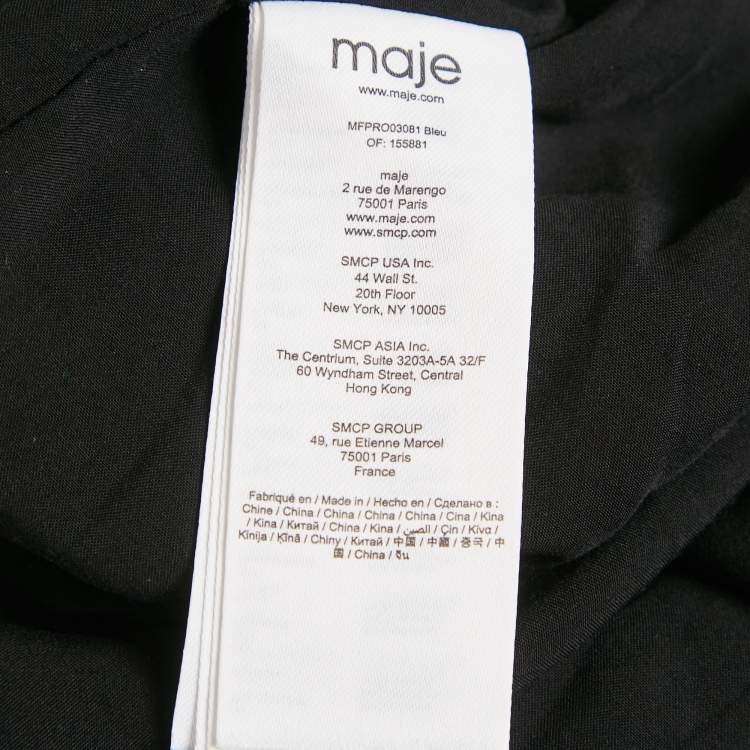 maje
www.maje.com
MFPRO03081 Bleu
OF: 155881
maje
2 rue de Marengo
75001 Paris
www.maje.com
www.smcp.com
SMCP USA Inc.
44 Wall St.
20th Floor
New York, NY 10005
SMCP ASIA Inc.
The Centrium, Suite 3203A-5A 32/F
60 Wyndham Street, Central
Hong Kong
SMCP GROUP
49, rue Etienne Marcel
75001 Paris
France
Fabriqué en / Made in / Hecho en / Сделано в :
Chine / China / China / China / China / Cina / Kina
/ Kina / Китай / China / Kina / الصين / Çin / Κίνα /
Kinija / Ķīnā / Chiny / Китай / 中国 / 中國 / 중국 / 中
国 / China / จีน